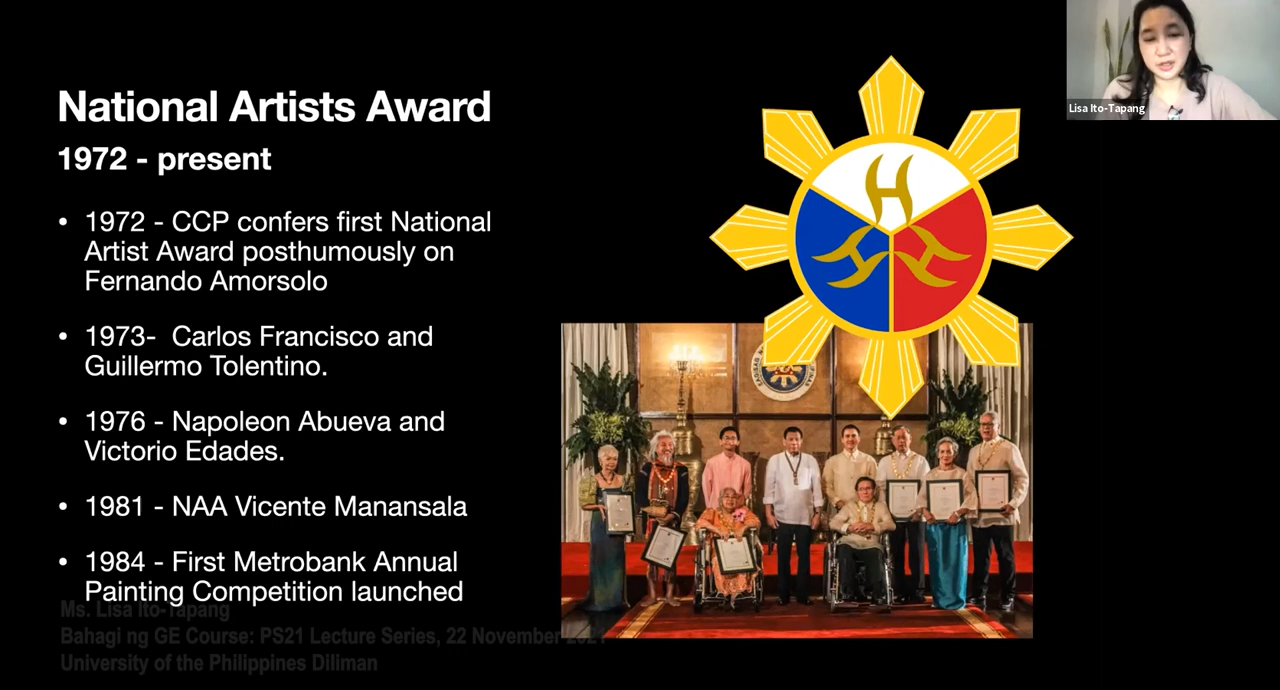 National Artists Award
1972 - present
• 1972 - CCP confers first National
Artist Award posthumously on
Fernando Amorsolo
• 1973-  Carlos Francisco and
Guillermo Tolentino.
• 1976 - Napoleon Abueva and
Victorio Edades.
• 1981 - NAA Vicente Manansala
• 1984 - First Metrobank Annual
Painting Competition launched
Ms. Lisa Ito-Tapang
Bahagi ng GE Course: PS21 Lecture Series, 22 November 2021
University of the Philippines Diliman
Lisa Ito-Tapang